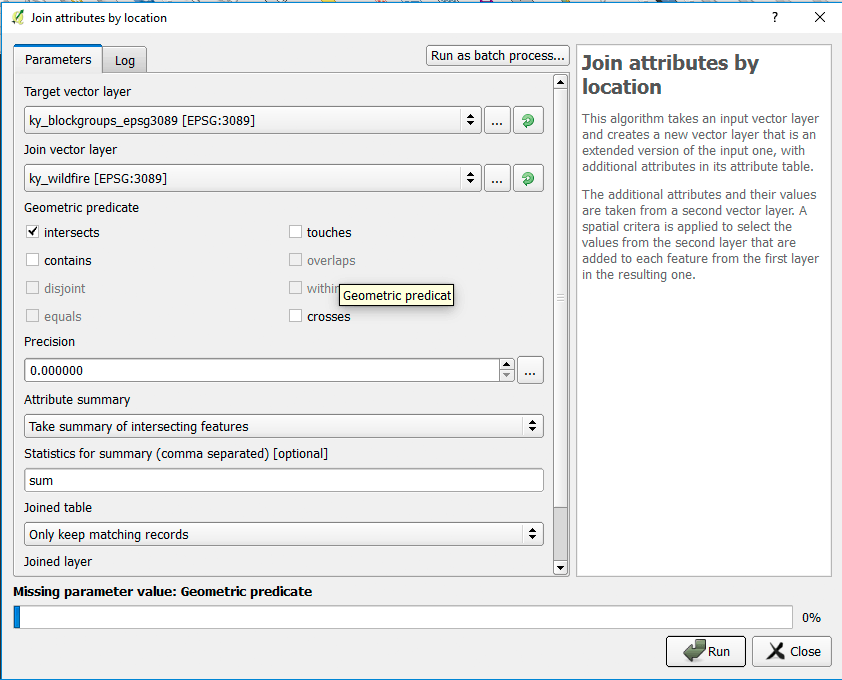 Join attributes by location
?
Parameters
Log
Run as batch process...
Target vector layer
ky_blockgroups_epsg3089 [EPSG:3089]
...
Join vector layer
ky_wildfire [EPSG:3089]
...
Geometric predicate
intersects
touches
contains
overlaps
disjoint
within
Geometric predicat
equals
crosses
Precision
0.000000
...
Attribute summary
Take summary of intersecting features
Statistics for summary (comma separated) [optional]
sum
Joined table
Only keep matching records
Joined layer
Join attributes by
location
This algorithm takes an input vector layer
and creates a new vector layer that is an
extended version of the input one, with
additional attributes in its attribute table.
The additional attributes and their values
are taken from a second vector layer. A
spatial critera is applied to select the
values from the second layer that are
added to each feature from the first layer
in the resulting one.
Missing parameter value: Geometric predicate
0%
Run
Close